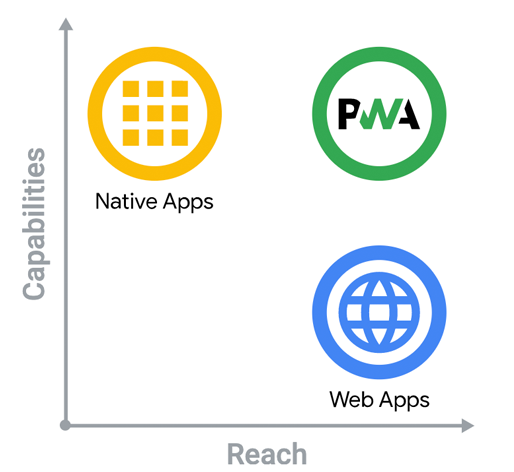 PWA
Native Apps
Capabilities
Web Apps
Reach